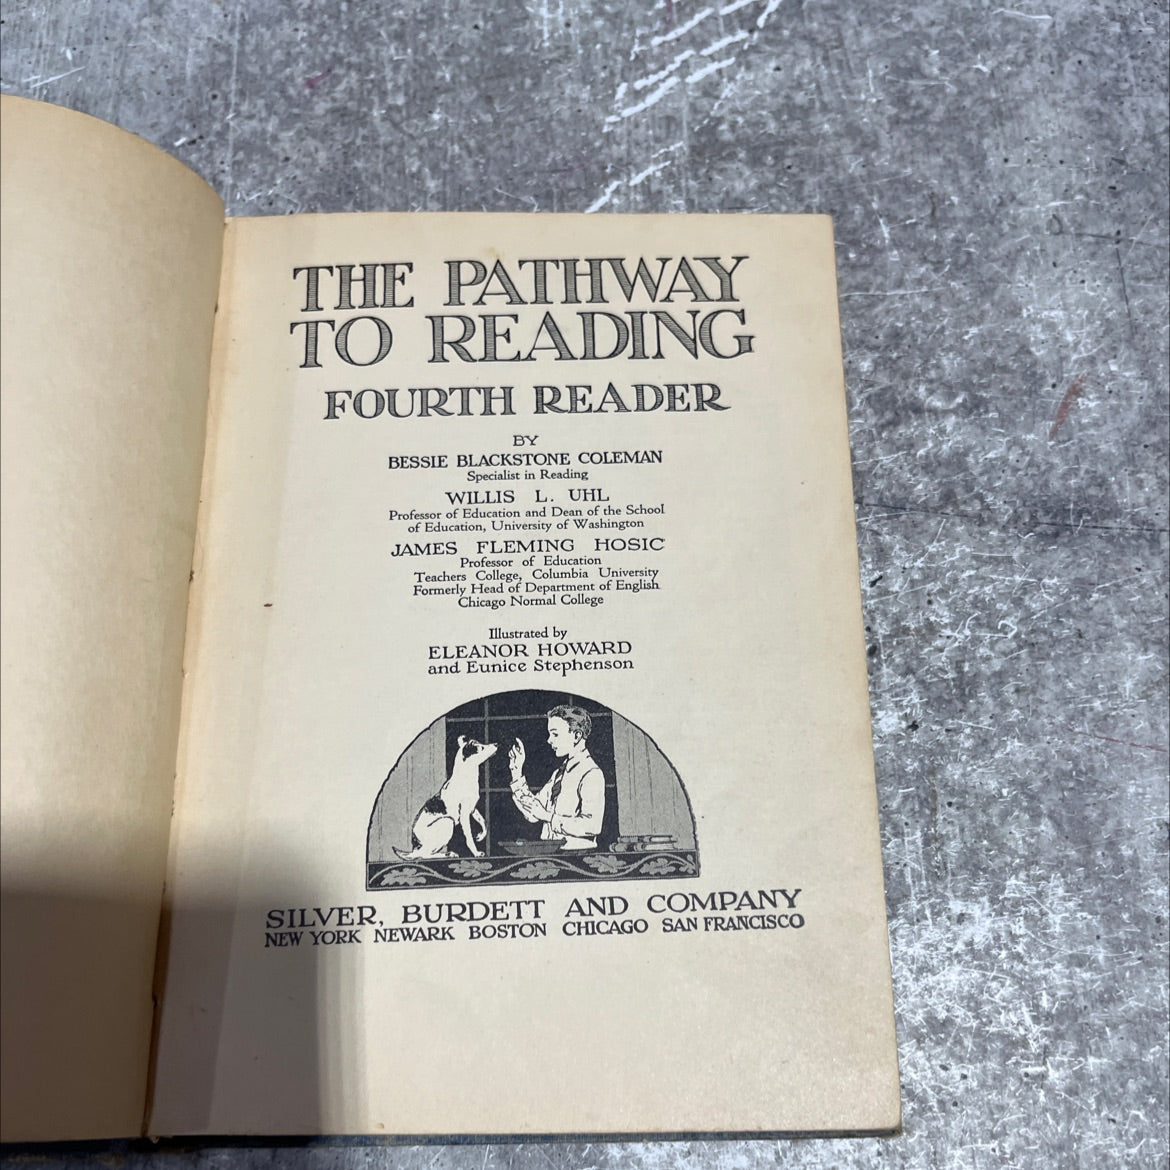 THE PATHWAY
TO READING
FOURTH READER
BY
BESSIE BLACKSTONE COLEMAN
Specialist in Reading
WILLIS L. UHL
Professor of Education and Dean of the School
of Education, University of Washington
JAMES FLEMING HOSIC
Professor of Education
Teachers College, Columbia University
Formerly Head of Department of English
Chicago Normal College
Illustrated by
ELEANOR HOWARD
and Eunice Stephenson
SILVER, BURDETT AND COMPANY
NEW YORK NEWARK BOSTON CHICAGO SAN FRANCISCO